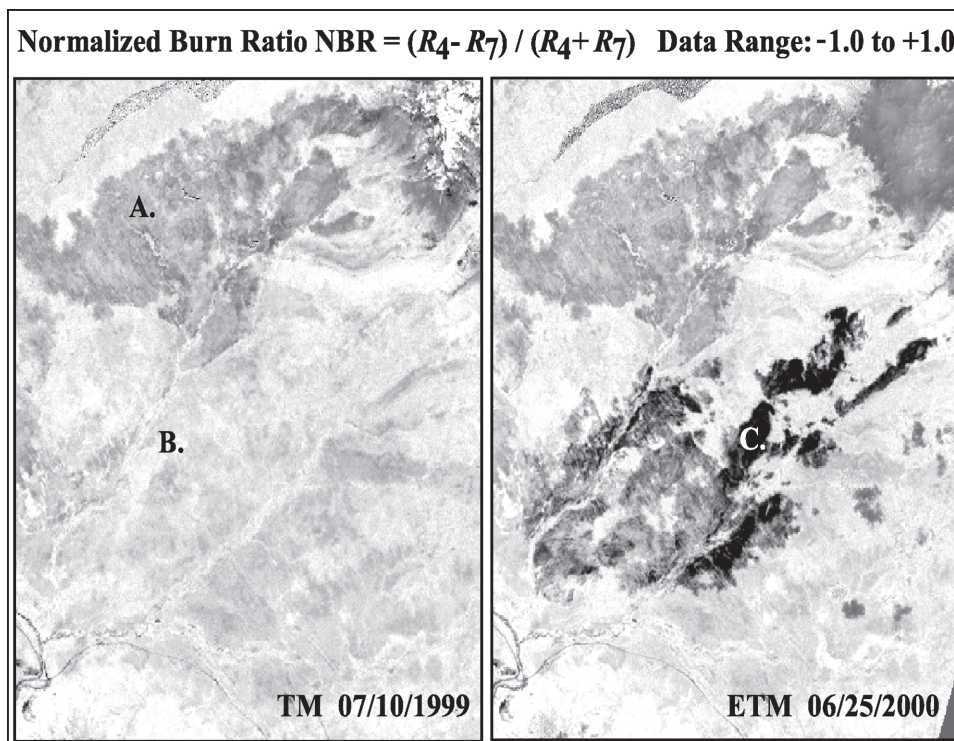 Normalized Burn Ratio NBR = (R4- R7) / (R4+ R7) Data Range: -1.0 to +1.0
A.
B.
C.
TM 07/10/1999
ETM 06/25/2000